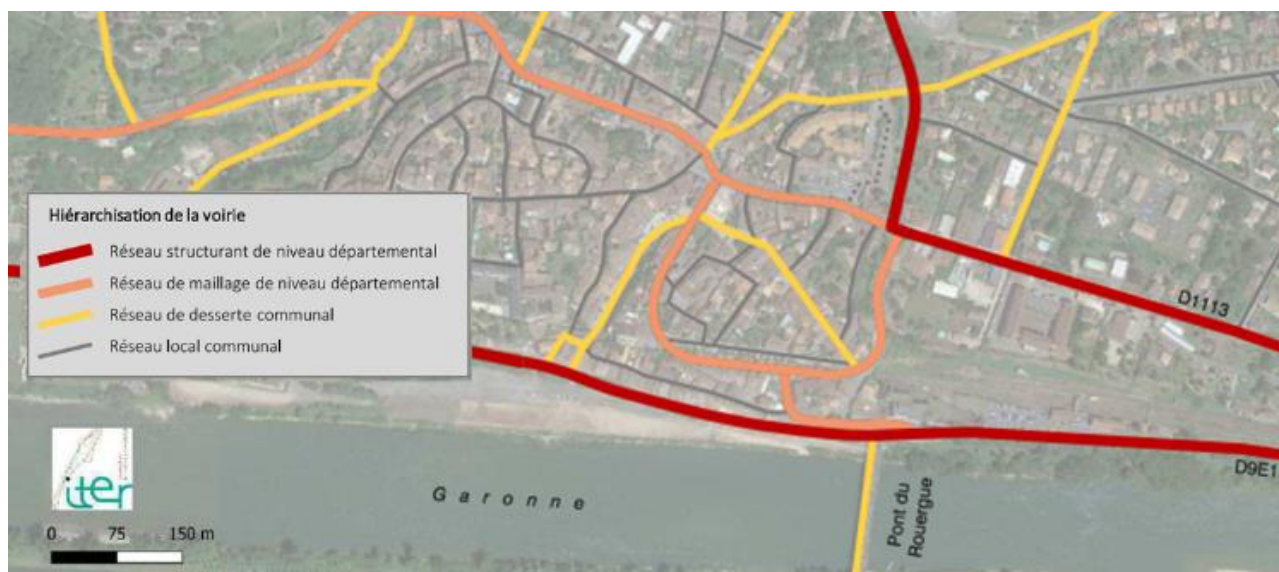 Hiérarchisation de la voirie
Réseau structurant de niveau départemental
Réseau de maillage de niveau départemental
Réseau de desserte communal
Réseau local communal
D1113
D9E1
Garonne
Pont du
Rouergue
iter
0 75 150 m